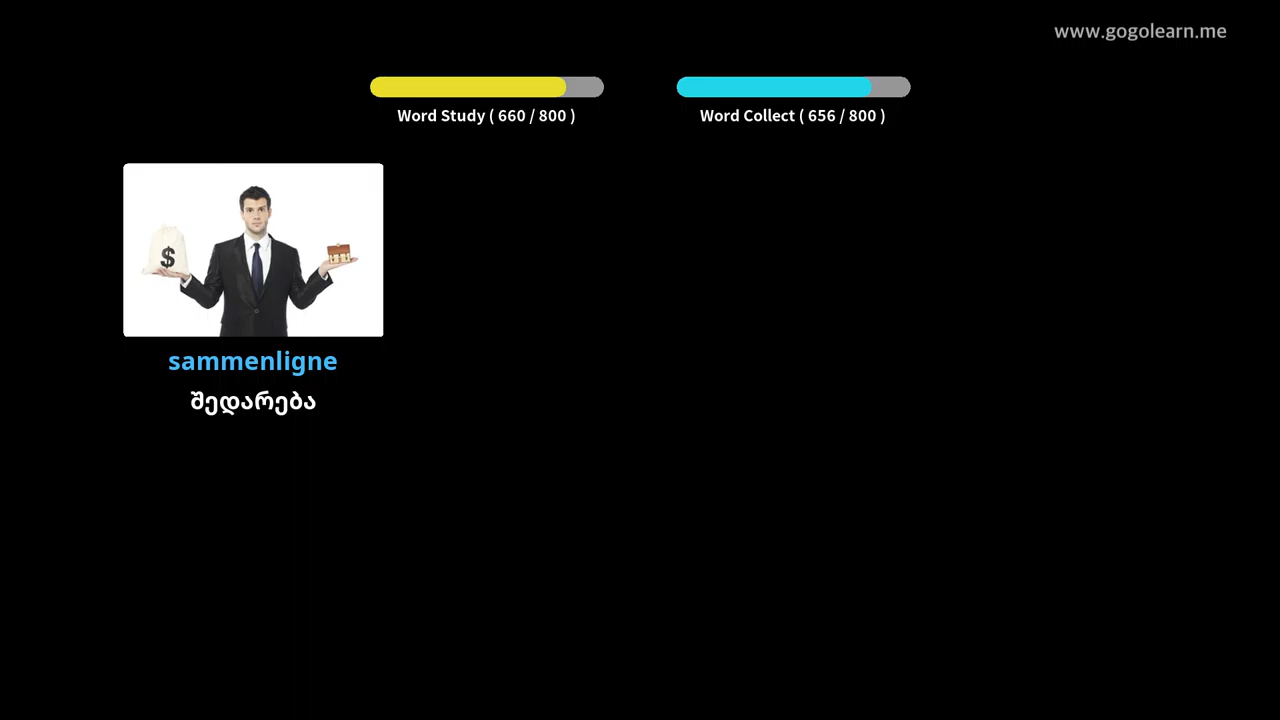 www.gogolearn.me
Word Study ( 660 / 800 )
Word Collect ( 656 / 800 )
$
sammenligne
შედარება